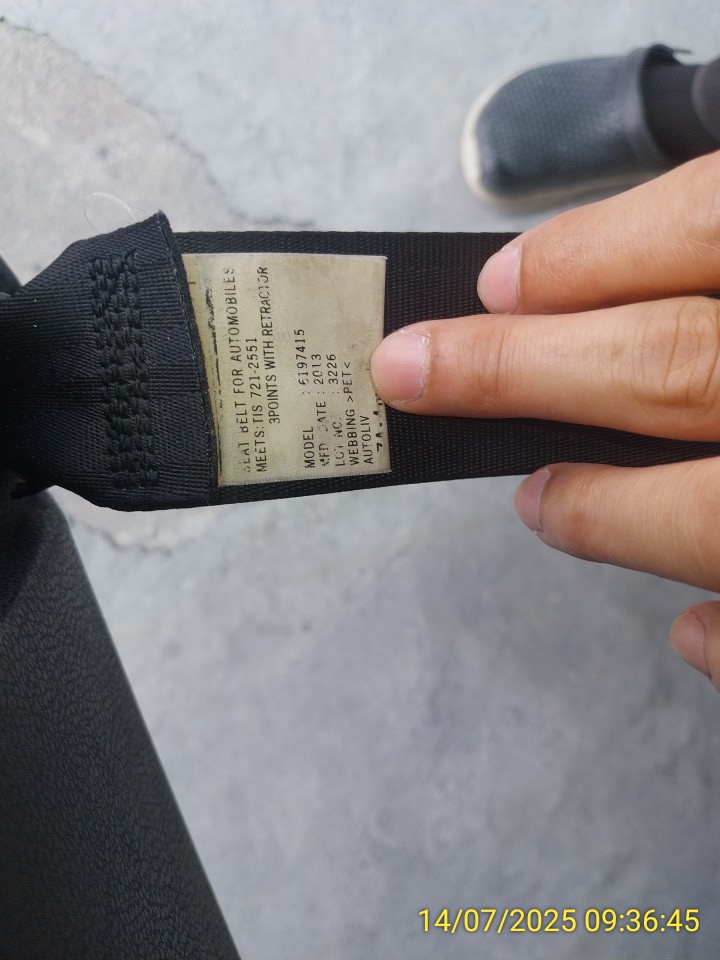 SEAT BELT FOR AUTOMOBILES
MEETS:TIS 721-2551
3POINTS WITH RETRACTOR
MODEL : 6197415
MFD DATE : 2013
LOT NO. : 3226
WEBBING >PET<
AUTOLIV
14/07/2025 09:36:45